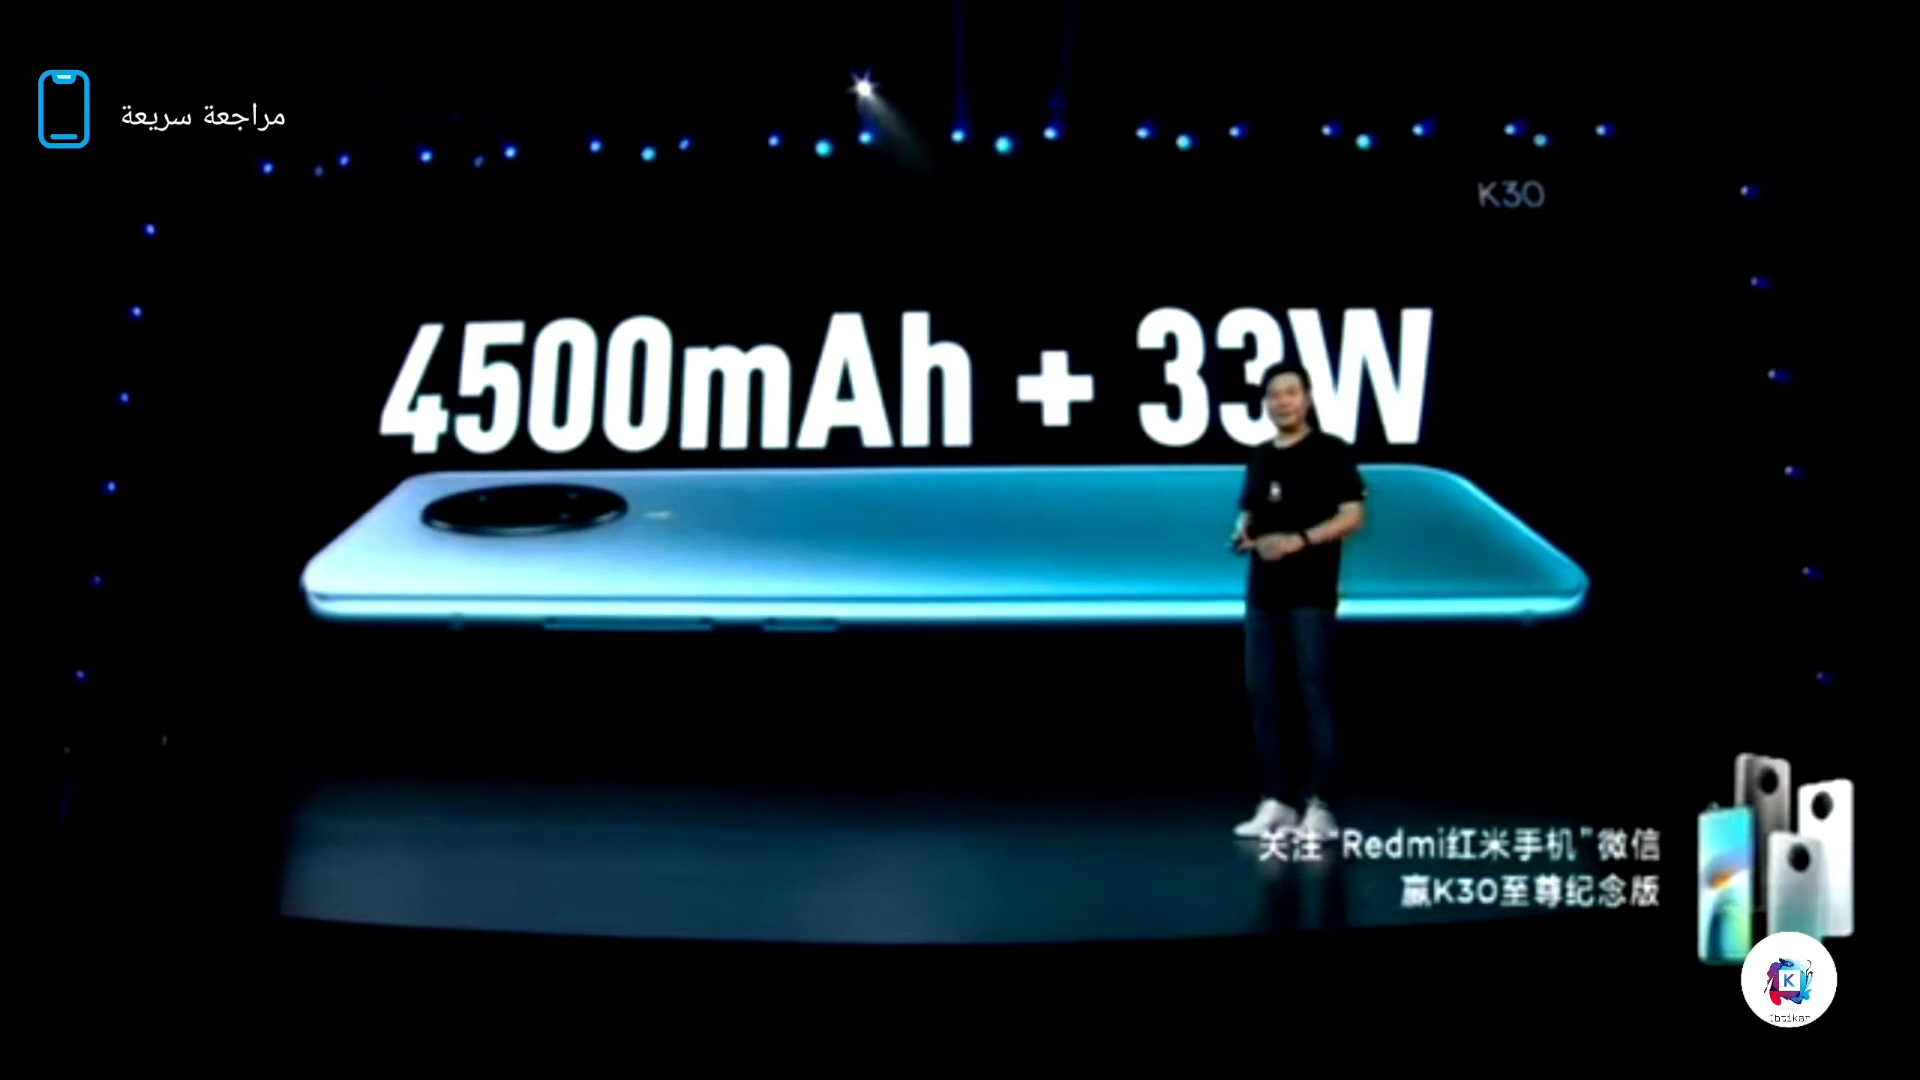 مراجعة سريعة
K30
4500mAh + 33W
关注"Redmi红米手机"微信
赢K30至尊纪念版
K
Ibtikar